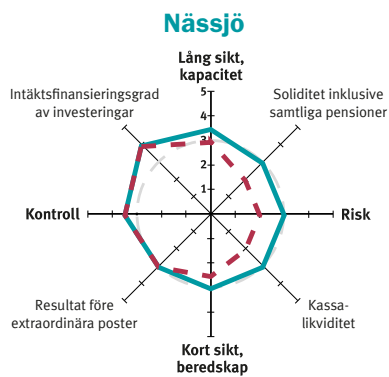 Nässjö
Lång sikt,
kapacitet
Intäktsfinansieringsgrad
av investeringar
Soliditet inklusive
samtliga pensioner
5
4
3
2
1
Kontroll
Risk
Resultat före
extraordinära poster
Kassa-
likviditet
Kort sikt,
beredskap